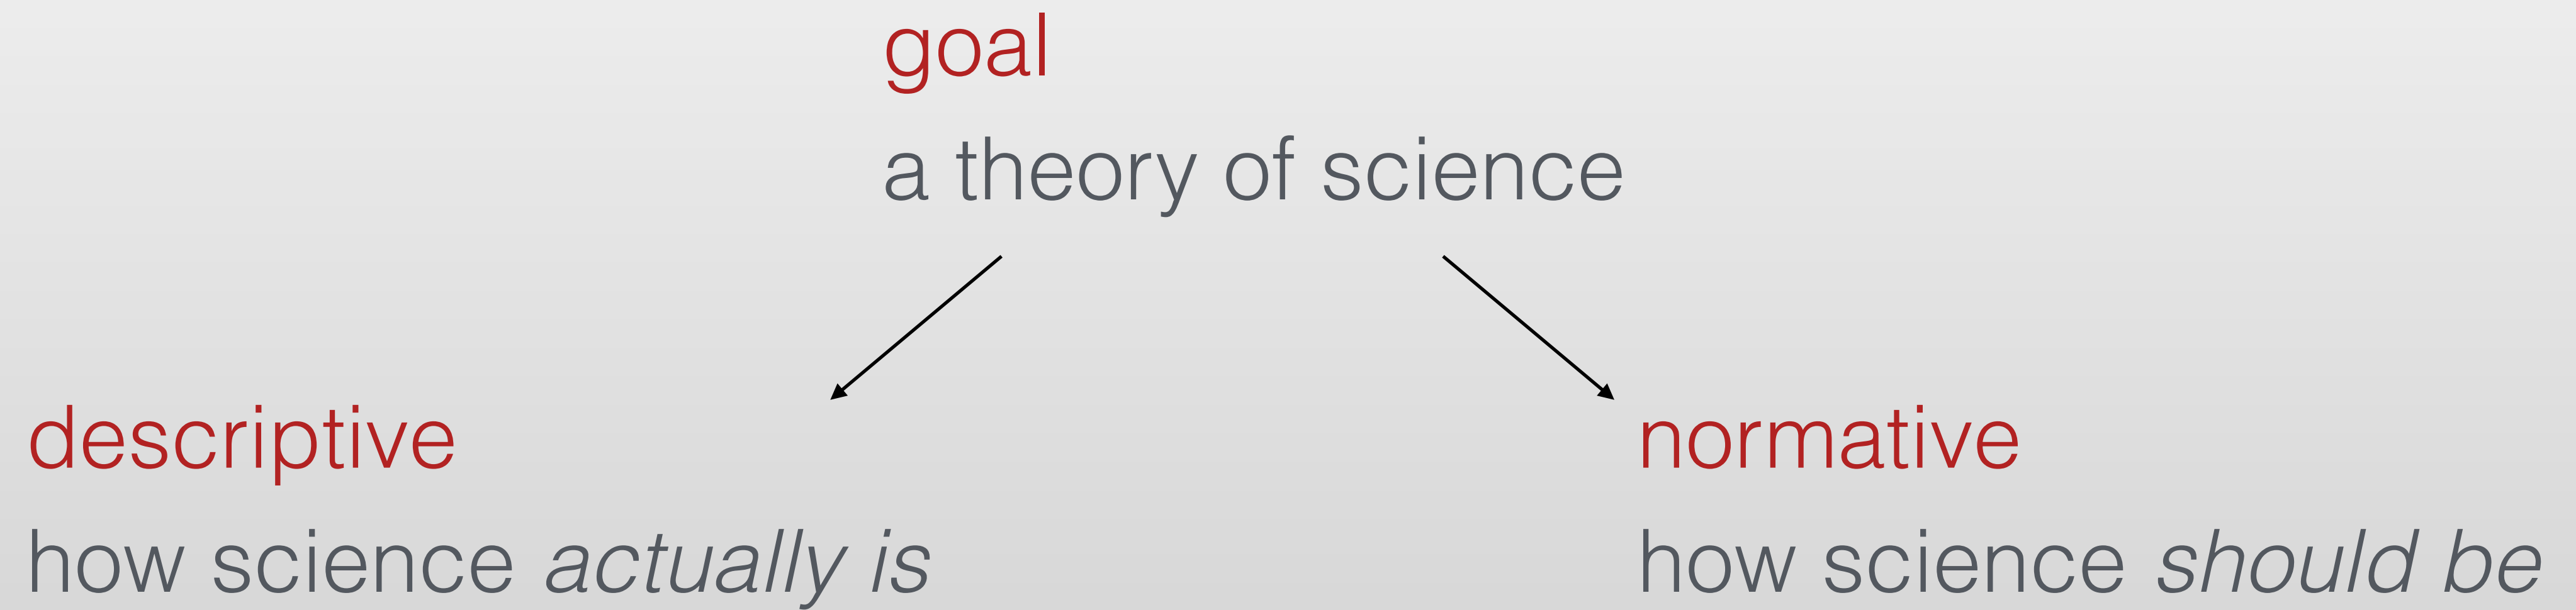 goal
a theory of science
descriptive
how science actually is
normative
how science should be